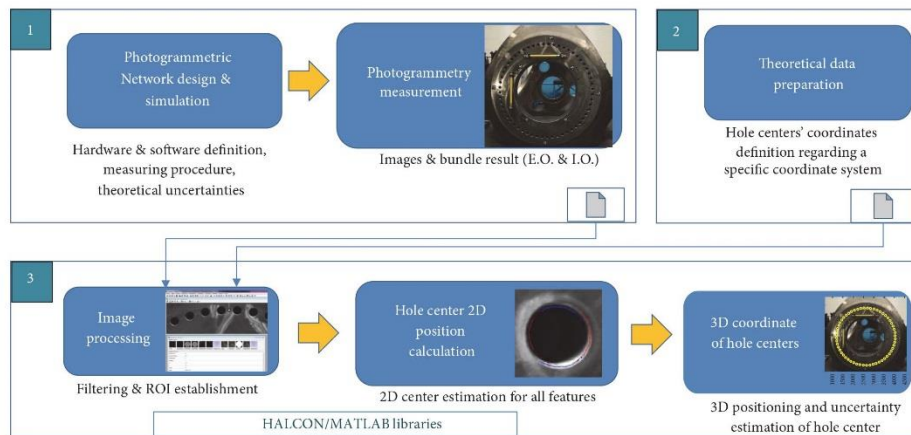 1
Photogrammetric
Network design &
simulation
Hardware & software definition,
measuring procedure,
theoretical uncertainties
Photogrammetry
measurement
Images & bundle result (E.O. & I.O.)
2
Theoretical data
preparation
Hole centers' coordinates
definition regarding a
specific coordinate system
3
Image
processing
Filtering & ROI establishment
Hole center 2D
position
calculation
2D center estimation for all features
3D coordinate
of hole centers
3D positioning and uncertainty
estimation of hole center
HALCON/MATLAB libraries